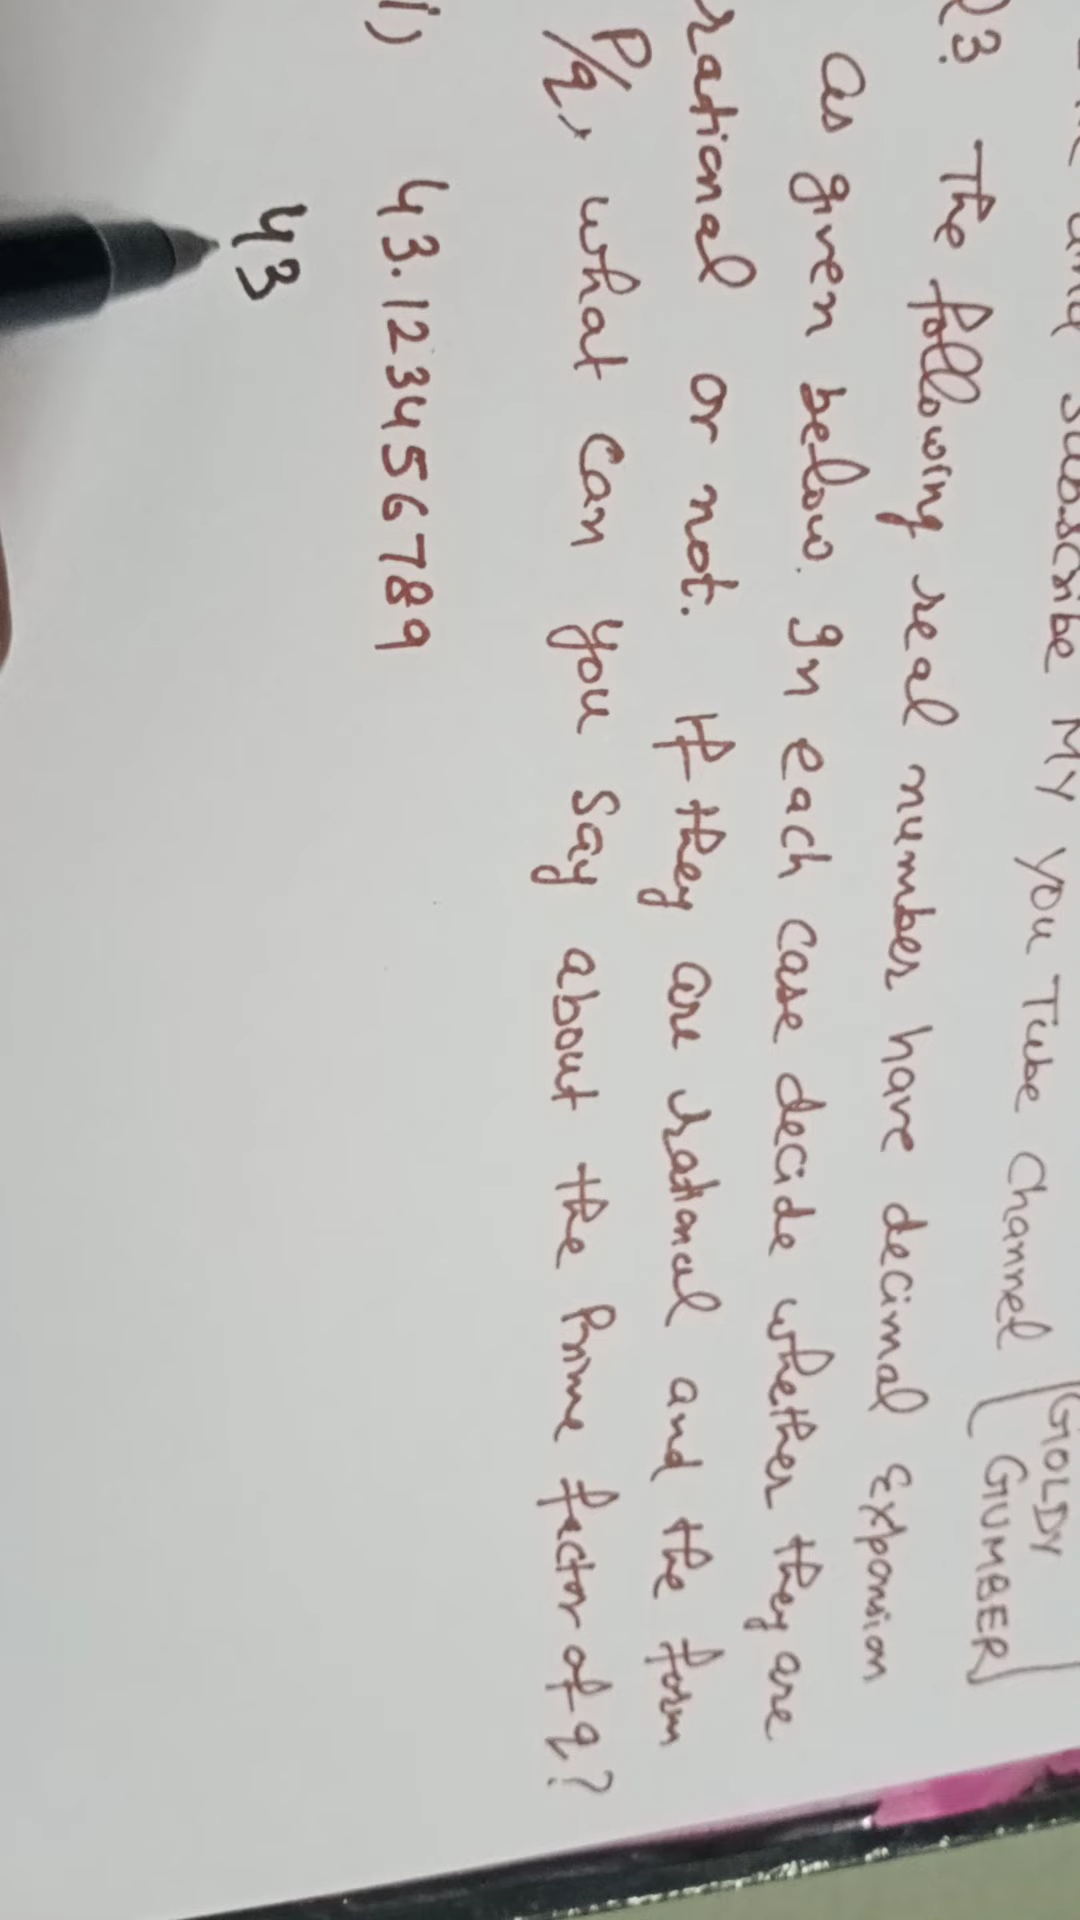 and Subscribe My you Tube Channel [GOLDY GUMBER]
3. The following real number have decimal Expansion
as given below. In each case decide whether they are
rational or not. If they are rational and the form
P/q, what can you say about the Prime factor of q?
i) 43.123456789
43